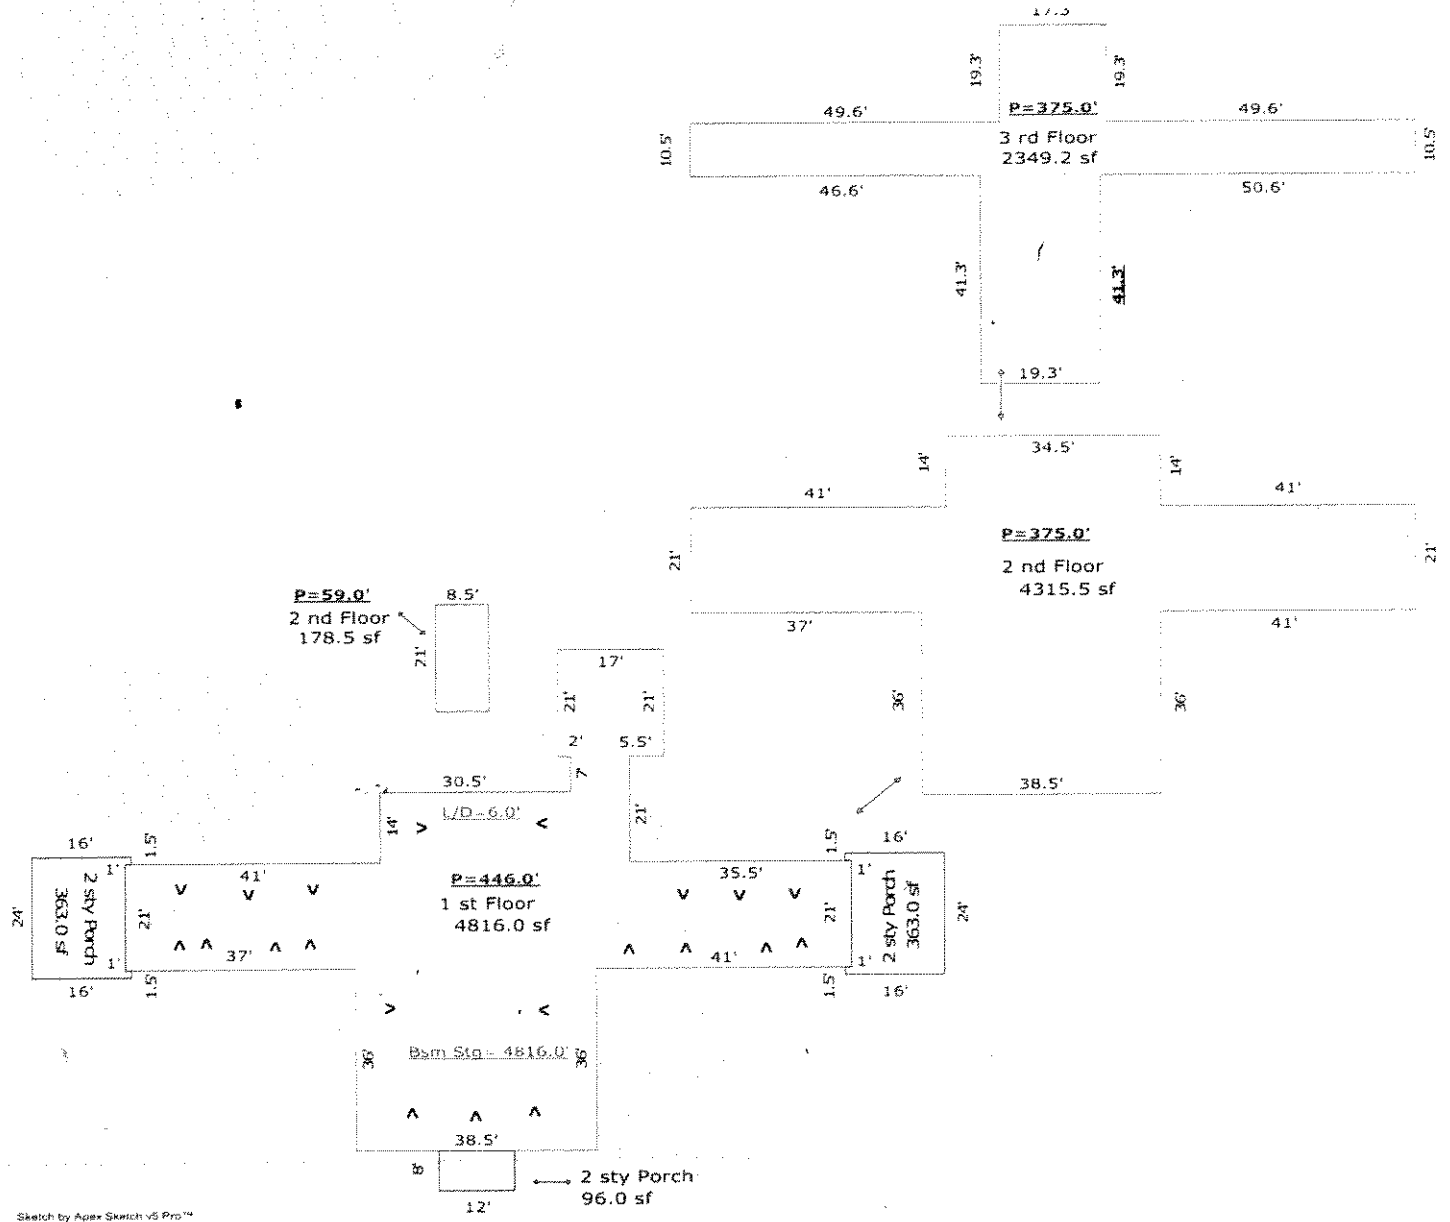 17.3'
19.3'
19.3'
49.6'
P=375.0'
49.6'
10.5'
3 rd Floor
2349.2 sf
10.5'
46.6'
50.6'
41.3'
41.3'
19.3'
34.5'
14'
14'
41'
41'
21'
P=375.0'
2 nd Floor
4315.5 sf
21'
37'
41'
36'
36'
38.5'
P=59.0'
2 nd Floor
178.5 sf
8.5'
21'
17'
21'
21'
2'
5.5'
7'
30.5'
L/D-6.0'
14'
21'
16'
1.5'
1'
41'
P=446.0'
1 st Floor
4816.0 sf
35.5'
1.5'
16'
1'
24'
2 sty Porch
363.0 sf
21'
21'
2 sty Porch
363.0 sf
24'
1'
37'
41'
1'
16'
1.5'
1.5'
16'
36'
Bsm Stg - 4816.0'
36'
38.5'
8'
12'
2 sty Porch
96.0 sf
Sketch by Apex Sketch v5 Pro™